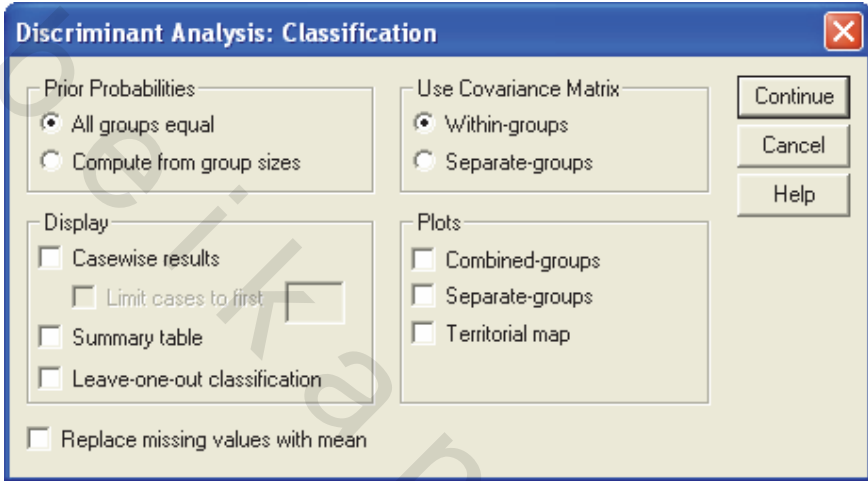 Discriminant Analysis: Classification
Prior Probabilities
All groups equal
Compute from group sizes
Use Covariance Matrix
Within-groups
Separate-groups
Continue
Cancel
Help
Display
Casewise results
Limit cases to first
Summary table
Leave-one-out classification
Plots
Combined-groups
Separate-groups
Territorial map
Replace missing values with mean